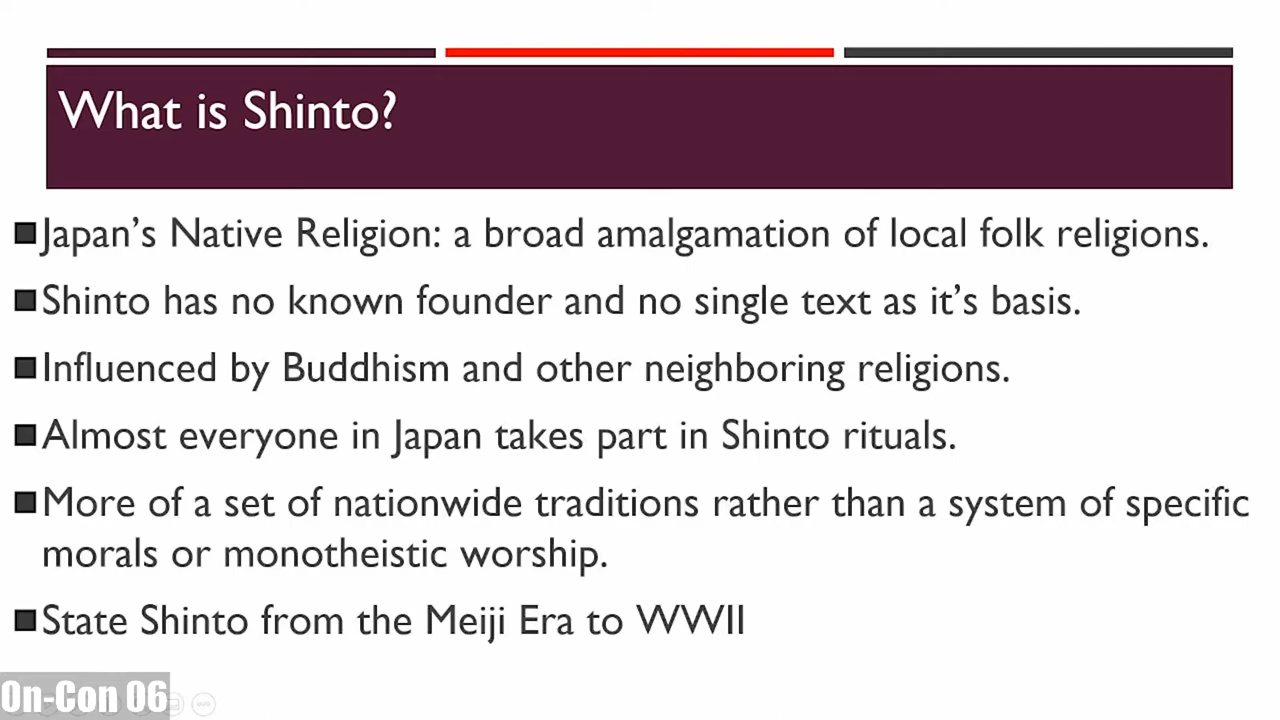 What is Shinto?
Japan's Native Religion: a broad amalgamation of local folk religions.
Shinto has no known founder and no single text as it's basis.
Influenced by Buddhism and other neighboring religions.
Almost everyone in Japan takes part in Shinto rituals.
More of a set of nationwide traditions rather than a system of specific
morals or monotheistic worship.
State Shinto from the Meiji Era to WWII
On-Con 06